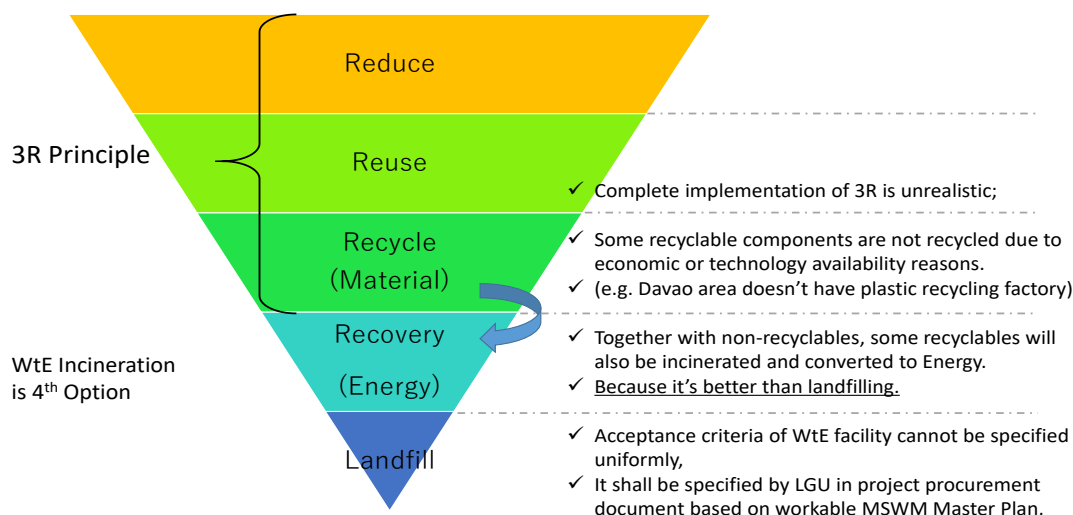 Reduce
3R Principle
Reuse
✓ Complete implementation of 3R is unrealistic;
Recycle
(Material)
✓ Some recyclable components are not recycled due to
economic or technology availability reasons.
✓ (e.g. Davao area doesn’t have plastic recycling factory)
WtE Incineration
is 4th Option
Recovery
(Energy)
✓ Together with non-recyclables, some recyclables will
also be incinerated and converted to Energy.
✓ Because it’s better than landfilling.
Landfill
✓ Acceptance criteria of WtE facility cannot be specified
uniformly,
✓ It shall be specified by LGU in project procurement
document based on workable MSWM Master Plan.